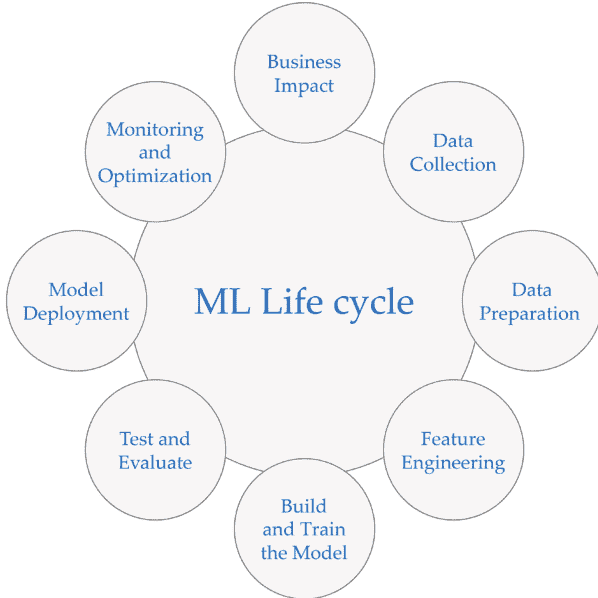 Business
Impact
Data
Collection
Data
Preparation
Feature
Engineering
Build
and Train
the Model
Test and
Evaluate
Model
Deployment
Monitoring
and
Optimization
ML Life cycle